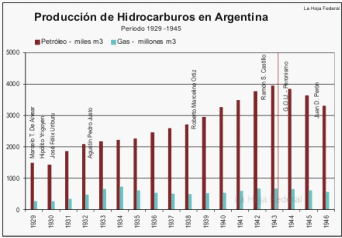 La Hoja Federal
Producción de Hidrocarburos en Argentina
Período 1929 -1945
Petróleo - miles m3
Gas - millones m3
5000
4000
3000
2000
1000
0
Marcelo T. De Alvear
Hipólito Yrigoyen
José Félix Uriburu
Agustín Pedro Justo
Roberto Marcelino Ortiz
Ramón S. Castillo
G.O.U - Peronismo
Juan D. Perón
La Hoja Federal
1929
1930
1931
1932
1933
1934
1935
1936
1937
1938
1939
1940
1941
1942
1943
1944
1945
1946